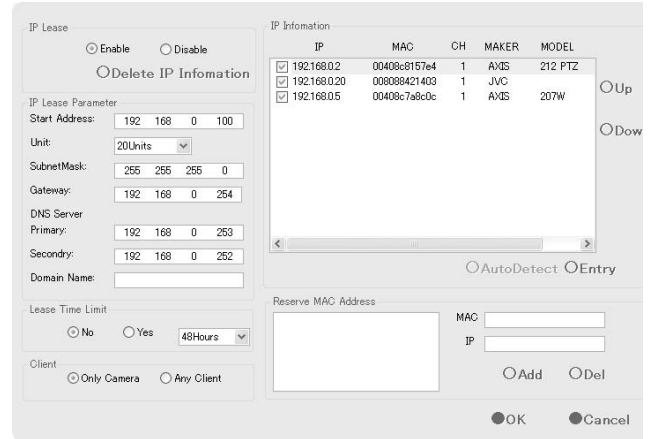 IP Lease
Enable Disable
Delete IP Infomation
IP Lease Parameter
Start Address: 192 168 0 100
Unit: 20Units
SubnetMask: 255 255 255 0
Gateway: 192 168 0 254
DNS Server
Primary: 192 168 0 253
Secondry: 192 168 0 252
Domain Name:
Lease Time Limit
No Yes 48Hours
Client
Only Camera Any Client
IP Infomation
IP MAC CH MAKER MODEL
192.168.0.2 00408c8157e4 1 AXIS 212 PTZ
192.168.0.20 008088421403 1 JVC
192.168.0.5 00408c7a8c0c 1 AXIS 207W
Up
Dow
AutoDetect Entry
Reserve MAC Address
MAC
IP
Add Del
OK Cancel